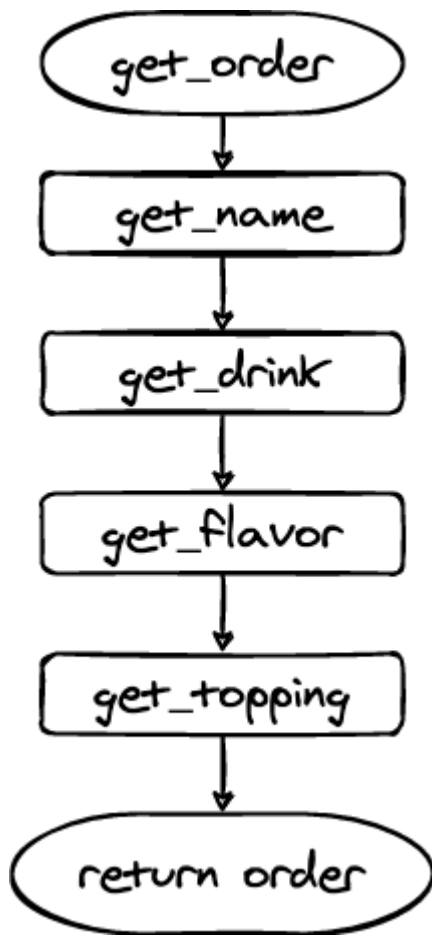 get_order
get_name
get_drink
get_flavor
get_topping
return order